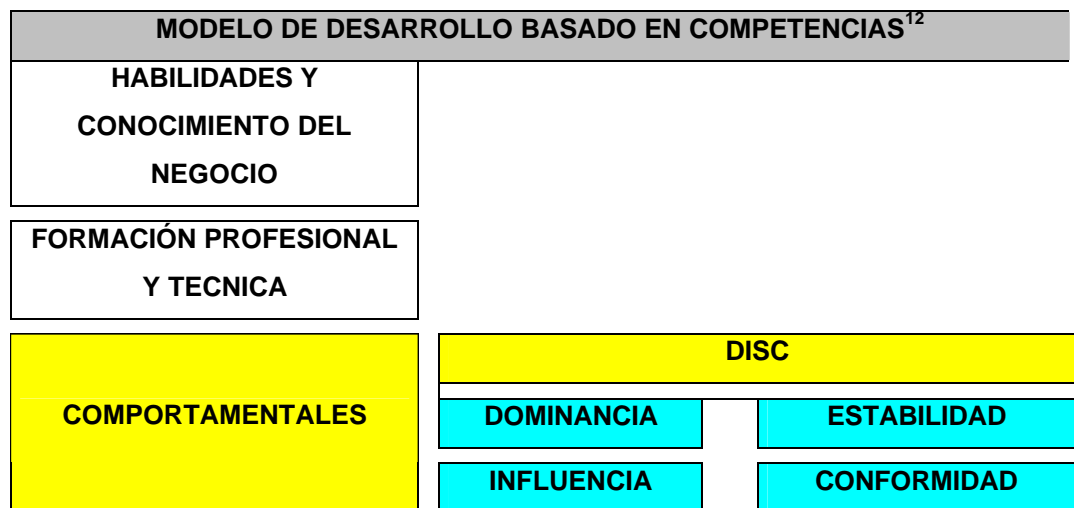 MODELO DE DESARROLLO BASADO EN COMPETENCIAS12
HABILIDADES Y
CONOCIMIENTO DEL
NEGOCIO
FORMACIÓN PROFESIONAL
Y TECNICA
COMPORTAMENTALES
DISC
DOMINANCIA
ESTABILIDAD
INFLUENCIA
CONFORMIDAD